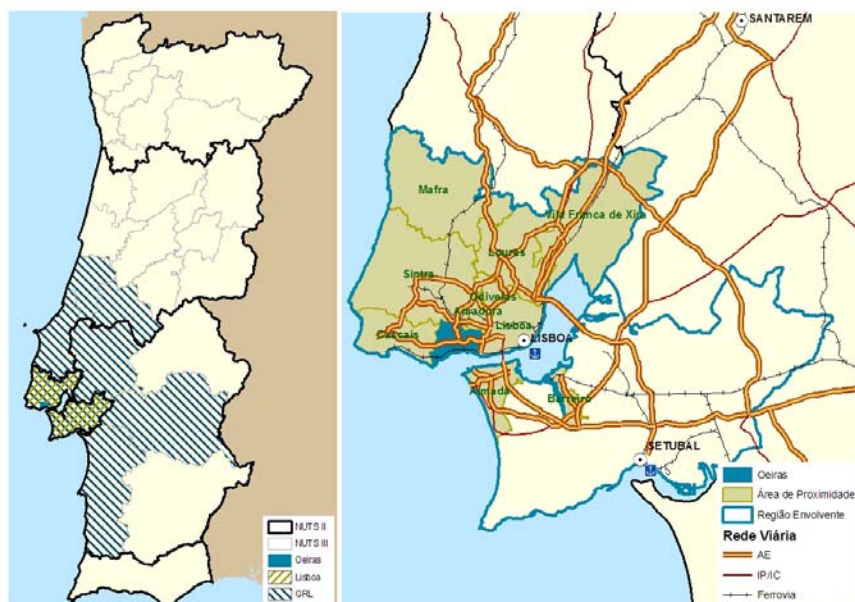 NUTS II
NUTS III
Oeiras
Lisboa
GRL
SANTAREM
Mafra
Vila Franca de Xira
Loures
Sintra
Odivelas
Amadora
Lisboa
Cascais
LISBOA
Almada
Barreiro
SETUBAL
Oeiras
Área de Proximidade
Região Envolvente
Rede Viária
AE
IP/IC
Ferrovia